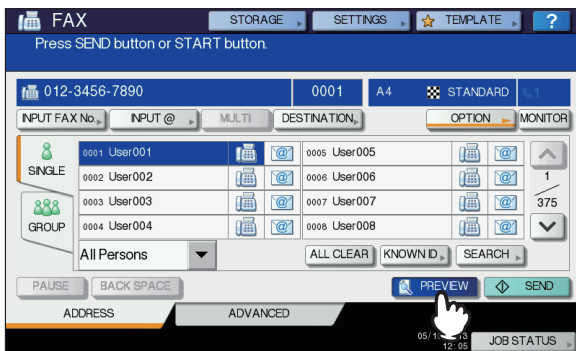 FAX STORAGE SETTINGS TEMPLATE ?
Press SEND button or START button.
012-3456-7890 0001 A4 STANDARD 1
INPUT FAX No. INPUT @ MULTI DESTINATION OPTION MONITOR
SINGLE
GROUP
0001 User001 0005 User005
0002 User002 0006 User006
0003 User003 0007 User007
0004 User004 0008 User008
1
375
All Persons ALL CLEAR KNOWN ID SEARCH
PAUSE BACK SPACE PREVIEW SEND
ADDRESS ADVANCED
12:05 JOB STATUS